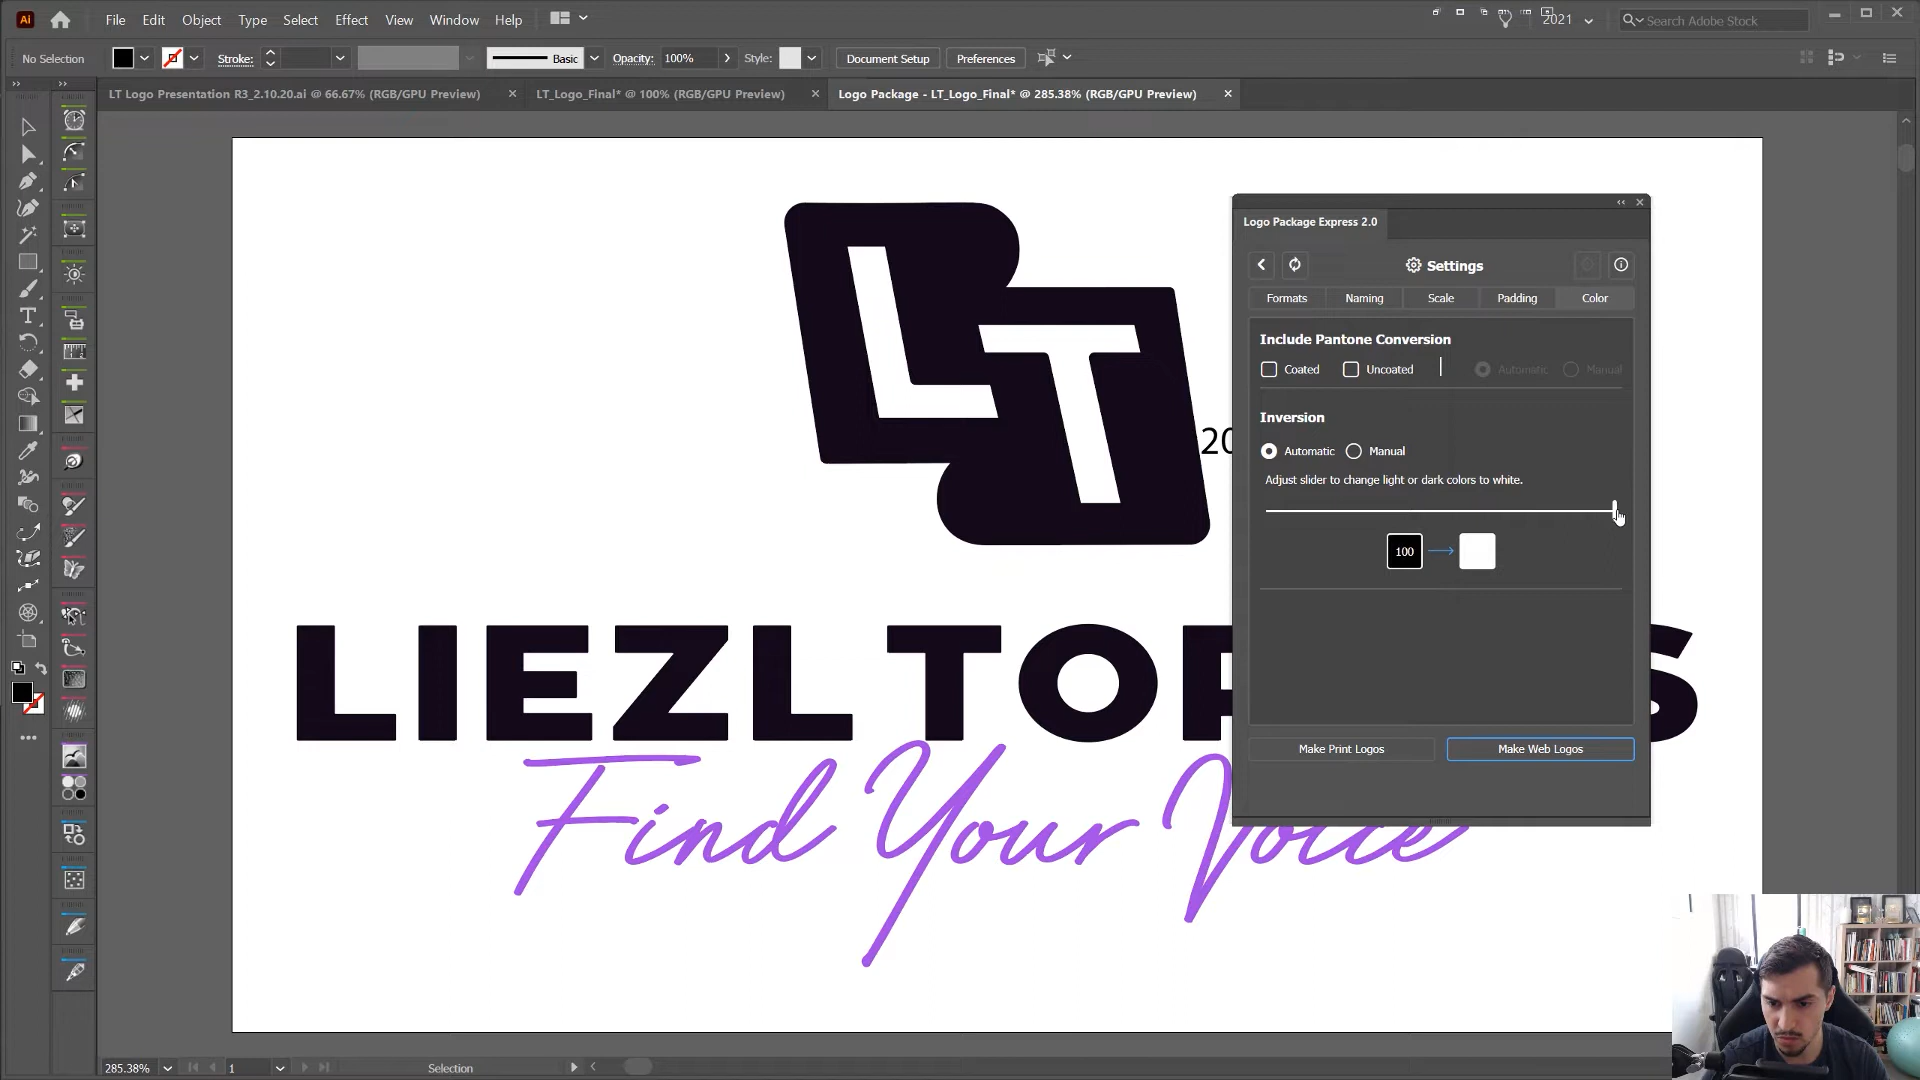 Ai File Edit Object Type Select Effect View Window Help 2021 Search Adobe Stock
No Selection Stroke: Basic Opacity: 100% Style: Document Setup Preferences
LT Logo Presentation R3_2.10.20.ai @ 66.67% (RGB/GPU Preview) LT_Logo_Final* @ 100% (RGB/GPU Preview) Logo Package - LT_Logo_Final* @ 285.38% (RGB/GPU Preview)
LT
20
LIEZL TOP S
Find Your Voice
Logo Package Express 2.0
Settings
Formats Naming Scale Padding Color
Include Pantone Conversion
Coated Uncoated Automatic Manual
Inversion
Automatic Manual
Adjust slider to change light or dark colors to white.
100
Make Print Logos Make Web Logos
285.38% 1 Selection